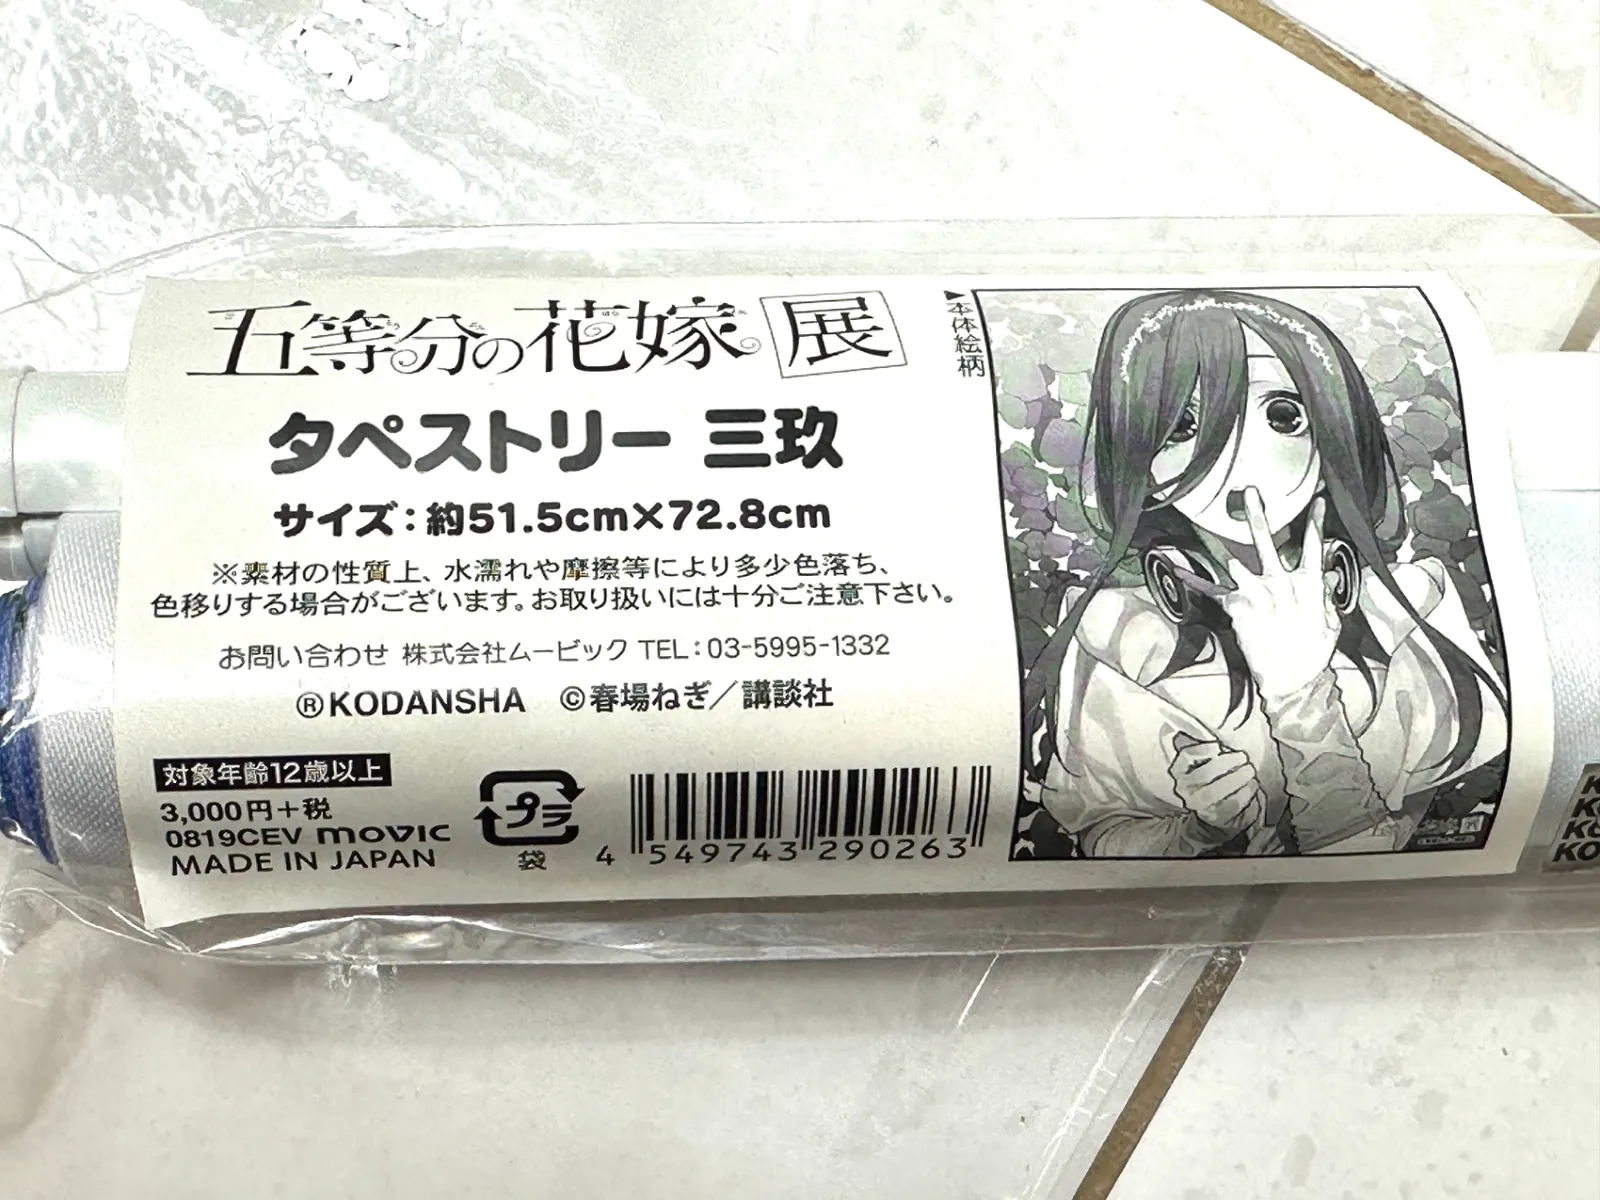 五等分の花嫁 展
タペストリー 三玖
サイズ：約51.5cm×72.8cm
※素材の性質上、水濡れや摩擦等により多少色落ち、
色移りする場合がございます。お取り扱いには十分ご注意下さい。
お問い合わせ 株式会社ムービック TEL：03-5995-1332
®KODANSHA ©春場ねぎ／講談社
対象年齢12歳以上
3,000円＋税
0819CEV movic
MADE IN JAPAN
プラ
袋
4 549743 290263
▶本体絵柄